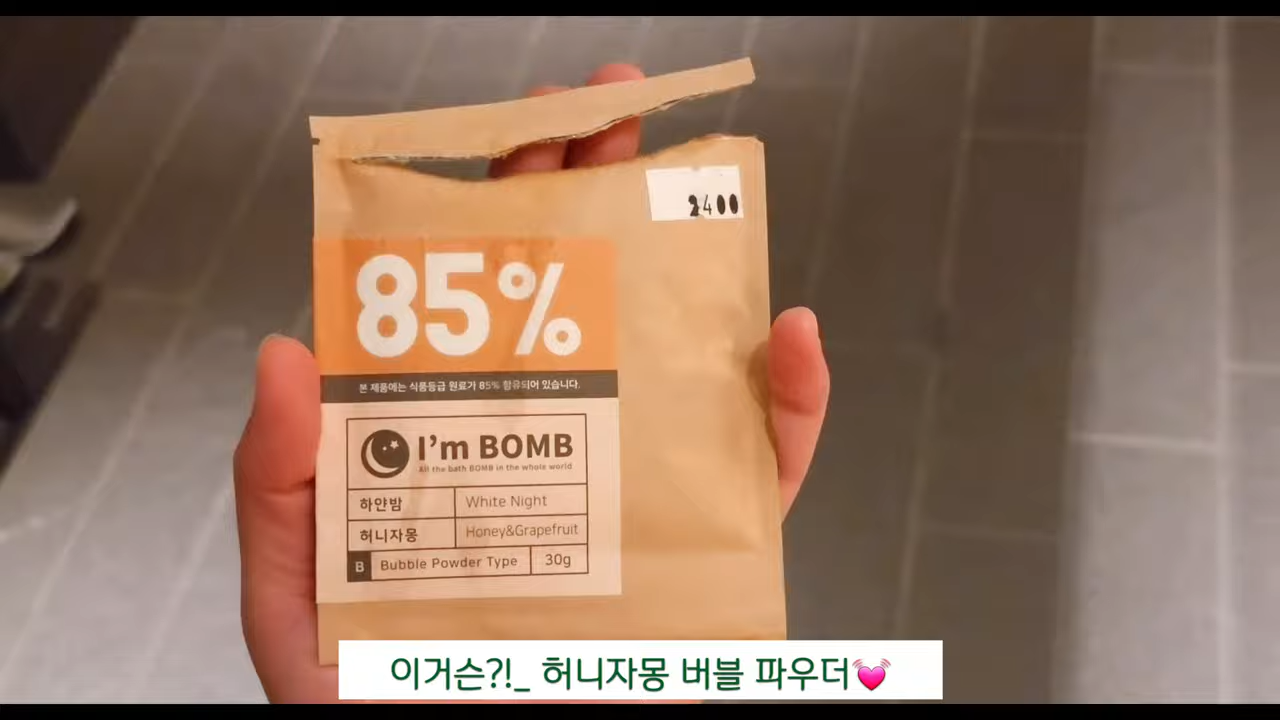 2400
85%
본 제품에는 식품등급 원료가 85% 함유되어 있습니다.
I'm BOMB
All the bath BOMB in the whole world
하얀밤 White Night
허니자몽 Honey&Grapefruit
B Bubble Powder Type 30g
이거슨?!_ 허니자몽 버블 파우더💓